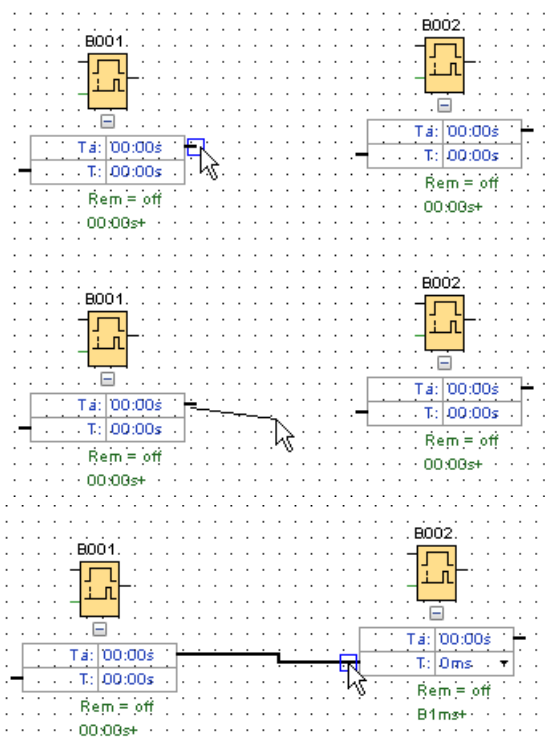 B001
B002
Ta: 00:00s
T: 00:00s
Rem = off
00:00s+
Ta: 00:00s
T: 00:00s
Rem = off
00:00s+
B001
B002
Ta: 00:00s
T: 00:00s
Rem = off
00:00s+
Ta: 00:00s
T: 00:00s
Rem = off
00:00s+
B001
B002
Ta: 00:00s
T: 00:00s
Rem = off
00:00s+
Ta: 00:00s
T: 0ms
Rem = off
B1ms+